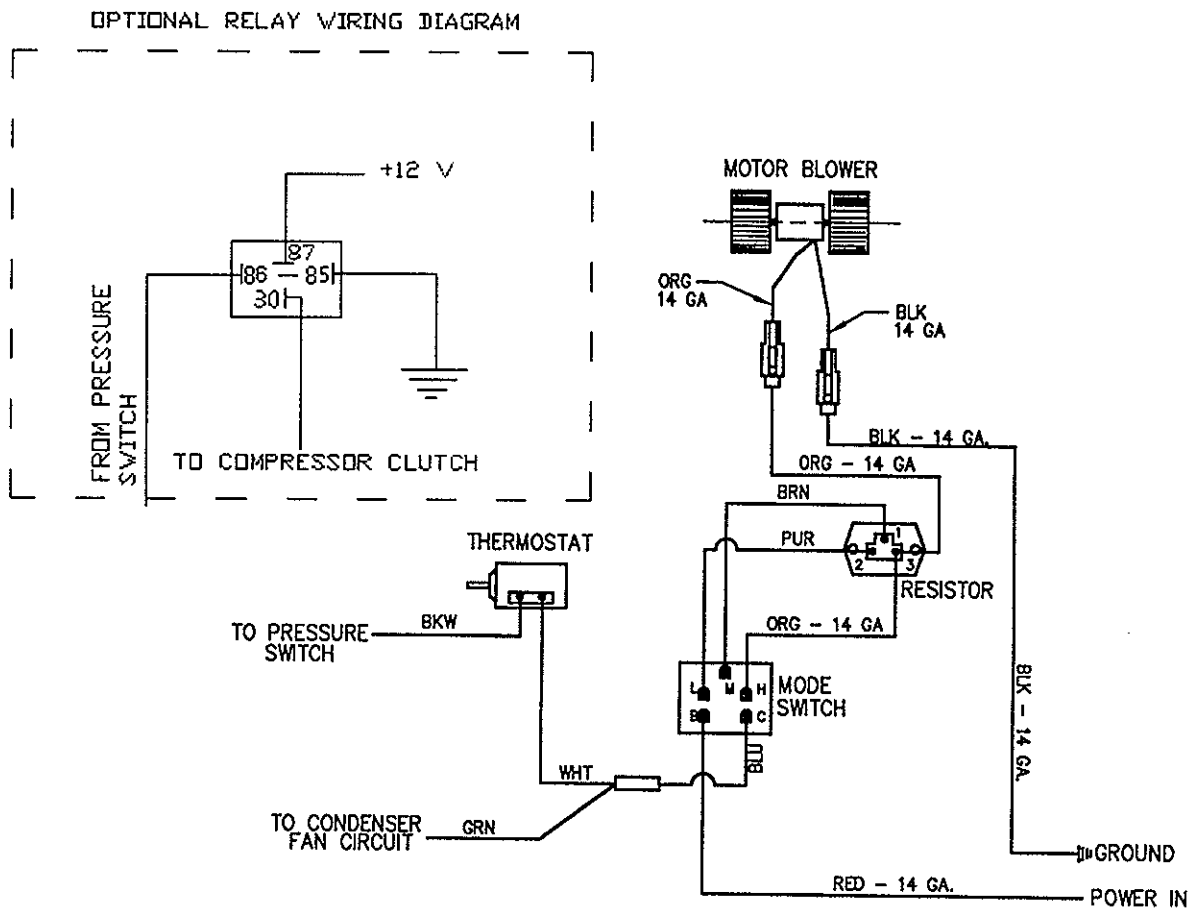 OPTIONAL RELAY WIRING DIAGRAM
+12 V
87
86
85
30
FROM PRESSURE
SWITCH
TO COMPRESSOR CLUTCH
MOTOR BLOWER
ORG
14 GA
BLK
14 GA
BLK - 14 GA.
ORG - 14 GA
BRN
PUR
1
2
3
RESISTOR
THERMOSTAT
BKW
TO PRESSURE
SWITCH
ORG - 14 GA
L
M
H
B
C
MODE
SWITCH
BLU
WHT
TO CONDENSER
FAN CIRCUIT
GRN
BLK - 14 GA.
GROUND
RED - 14 GA.
POWER IN